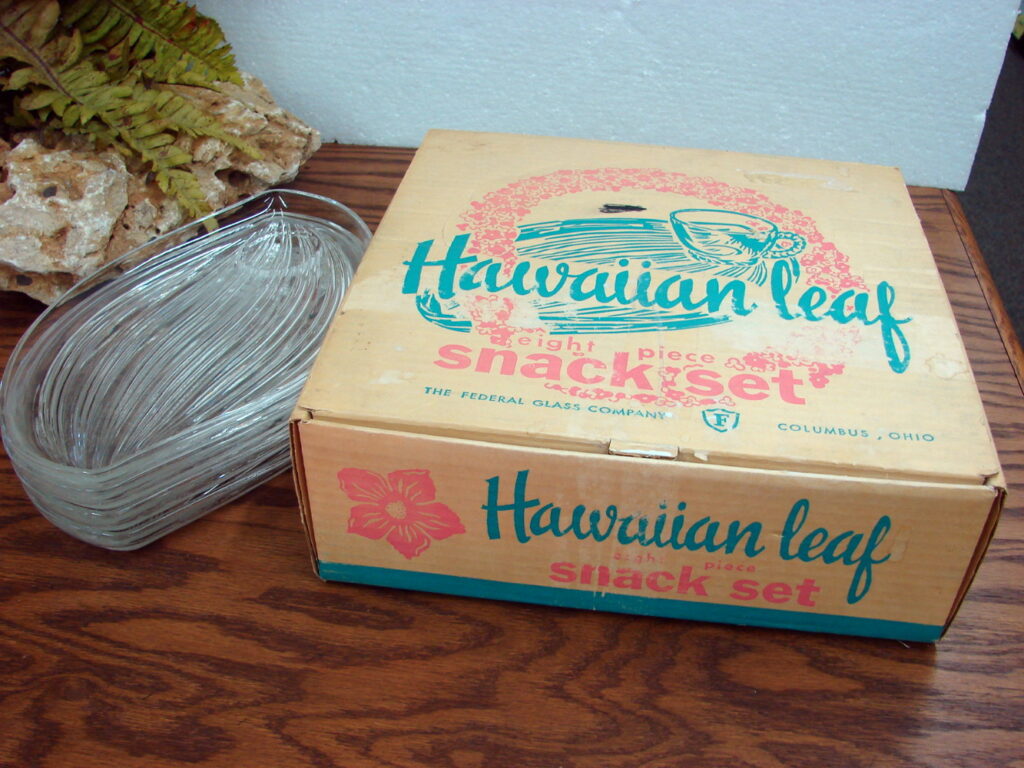 Hawaiian leaf
eight piece
snack set
THE FEDERAL GLASS COMPANY F COLUMBUS, OHIO
Hawaiian leaf
eight piece
snack set